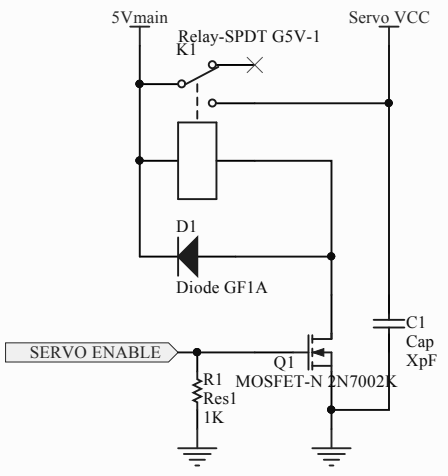 5Vmain
Servo VCC
Relay-SPDT G5V-1
K1
D1
Diode GF1A
C1
Cap
XpF
SERVO ENABLE
Q1
MOSFET-N 2N7002K
R1
Res1
1K